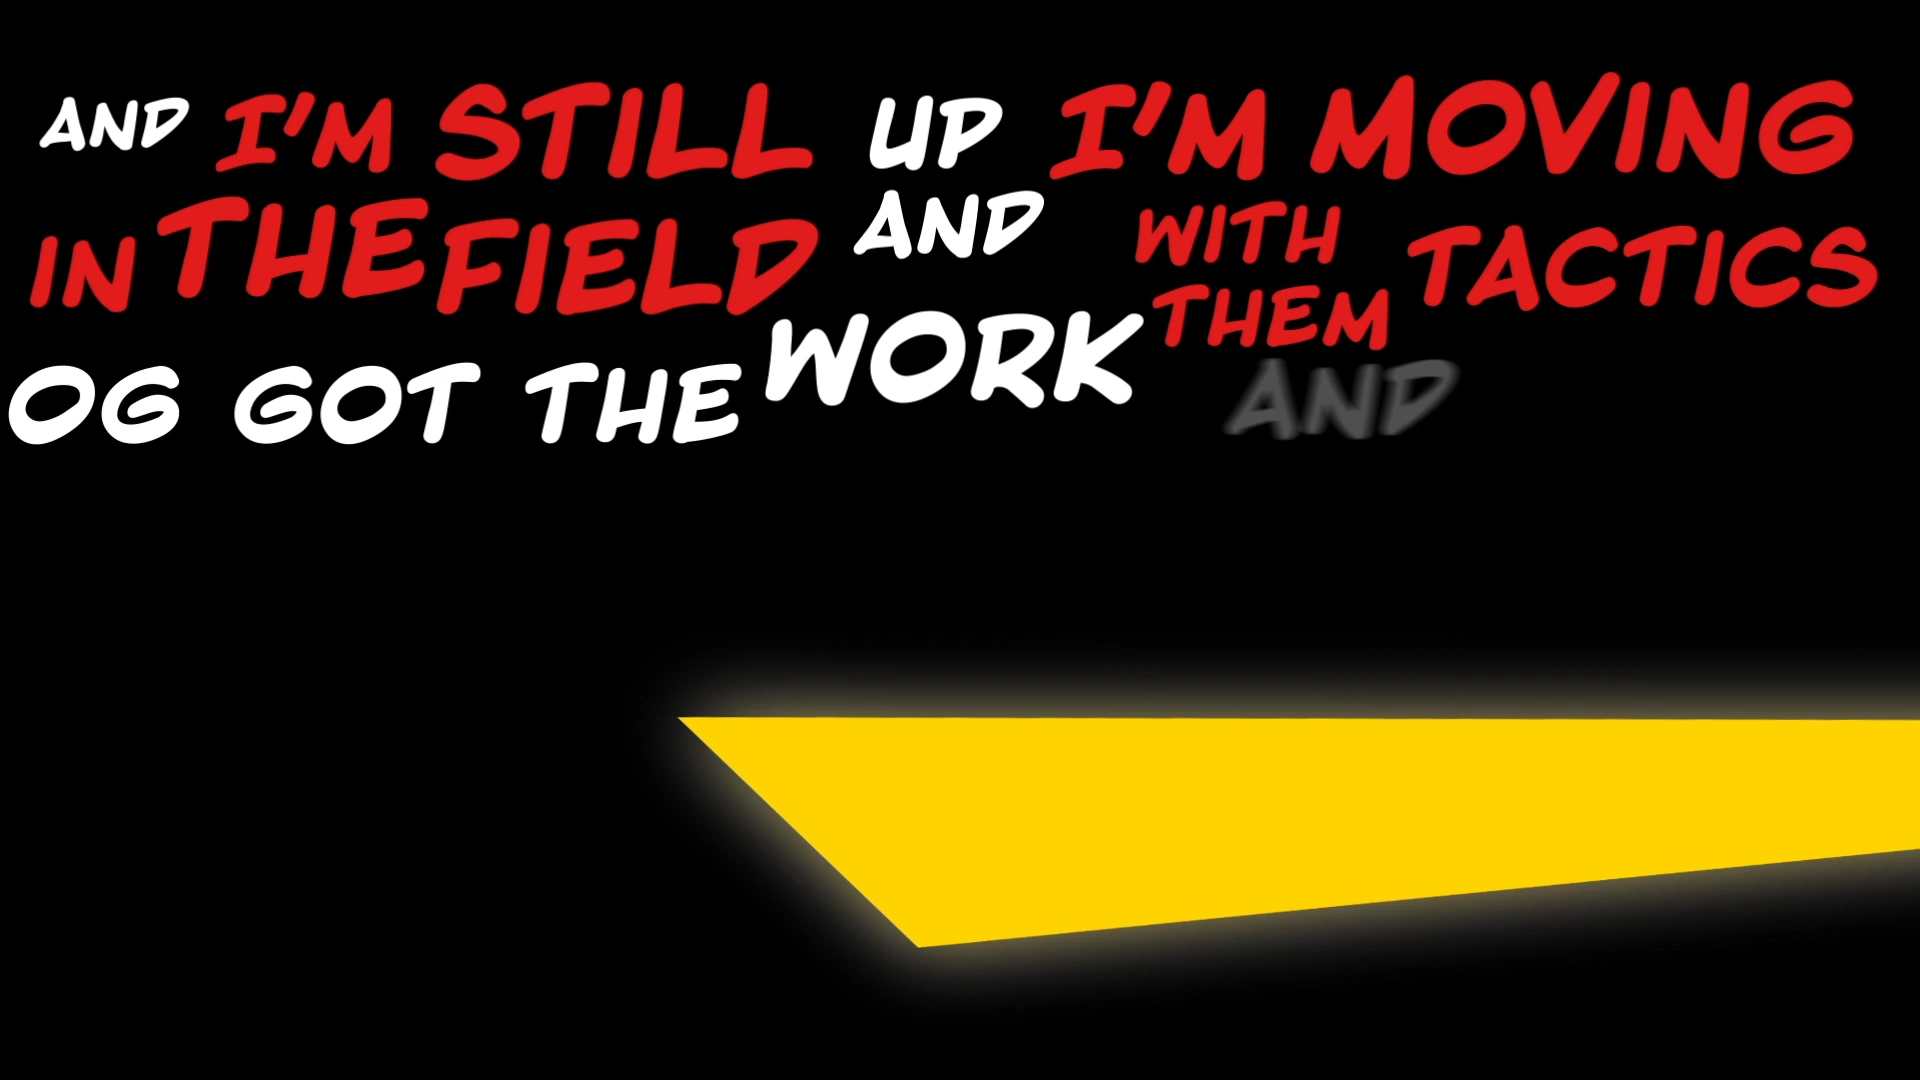 AND I'M STILL UP I'M MOVING
IN THE FIELD AND WITH THEM TACTICS
OG GOT THE WORK AND